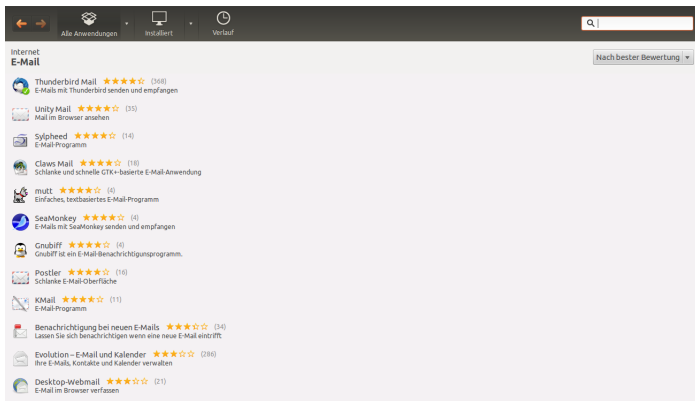 Alle Anwendungen
Installiert
Verlauf
Internet
E-Mail
Nach bester Bewertung
Thunderbird Mail (368)
E-Mails mit Thunderbird senden und empfangen
Unity Mail (35)
Mail im Browser ansehen
Sylpheed (14)
E-Mail-Programm
Claws Mail (18)
Schlanke und schnelle GTK+-basierte E-Mail-Anwendung
mutt (4)
Einfaches, textbasiertes E-Mail-Programm
SeaMonkey (4)
E-Mails mit SeaMonkey senden und empfangen
Gnubiff (4)
Gnubiff ist ein E-Mail-Benachrichtigungsprogramm.
Postler (16)
Schlanke E-Mail-Oberfläche
KMail (11)
E-Mail-Programm
Benachrichtigung bei neuen E-Mails (34)
Lassen Sie sich benachrichtigen wenn eine neue E-Mail eintrifft
Evolution – E-Mail und Kalender (286)
Ihre E-Mails, Kontakte und Kalender verwalten
Desktop-Webmail (21)
E-Mail im Browser verfassen